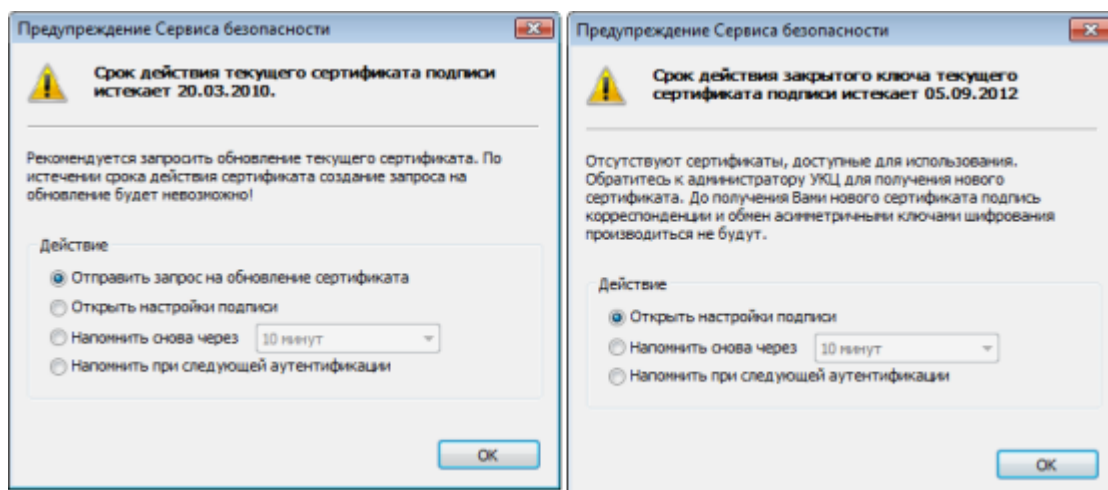 Предупреждение Сервиса безопасности
Срок действия текущего сертификата подписи
истекает 20.03.2010.
Рекомендуется запросить обновление текущего сертификата. По
истечении срока действия сертификата создание запроса на
обновление будет невозможно!
Действие
Отправить запрос на обновление сертификата
Открыть настройки подписи
Напомнить снова через 10 минут
Напомнить при следующей аутентификации
OK
Предупреждение Сервиса безопасности
Срок действия закрытого ключа текущего
сертификата подписи истекает 05.09.2012
Отсутствуют сертификаты, доступные для использования.
Обратитесь к администратору УКЦ для получения нового
сертификата. До получения Вами нового сертификата подпись
корреспонденции и обмен асимметричными ключами шифрования
производиться не будут.
Действие
Открыть настройки подписи
Напомнить снова через 10 минут
Напомнить при следующей аутентификации
OK